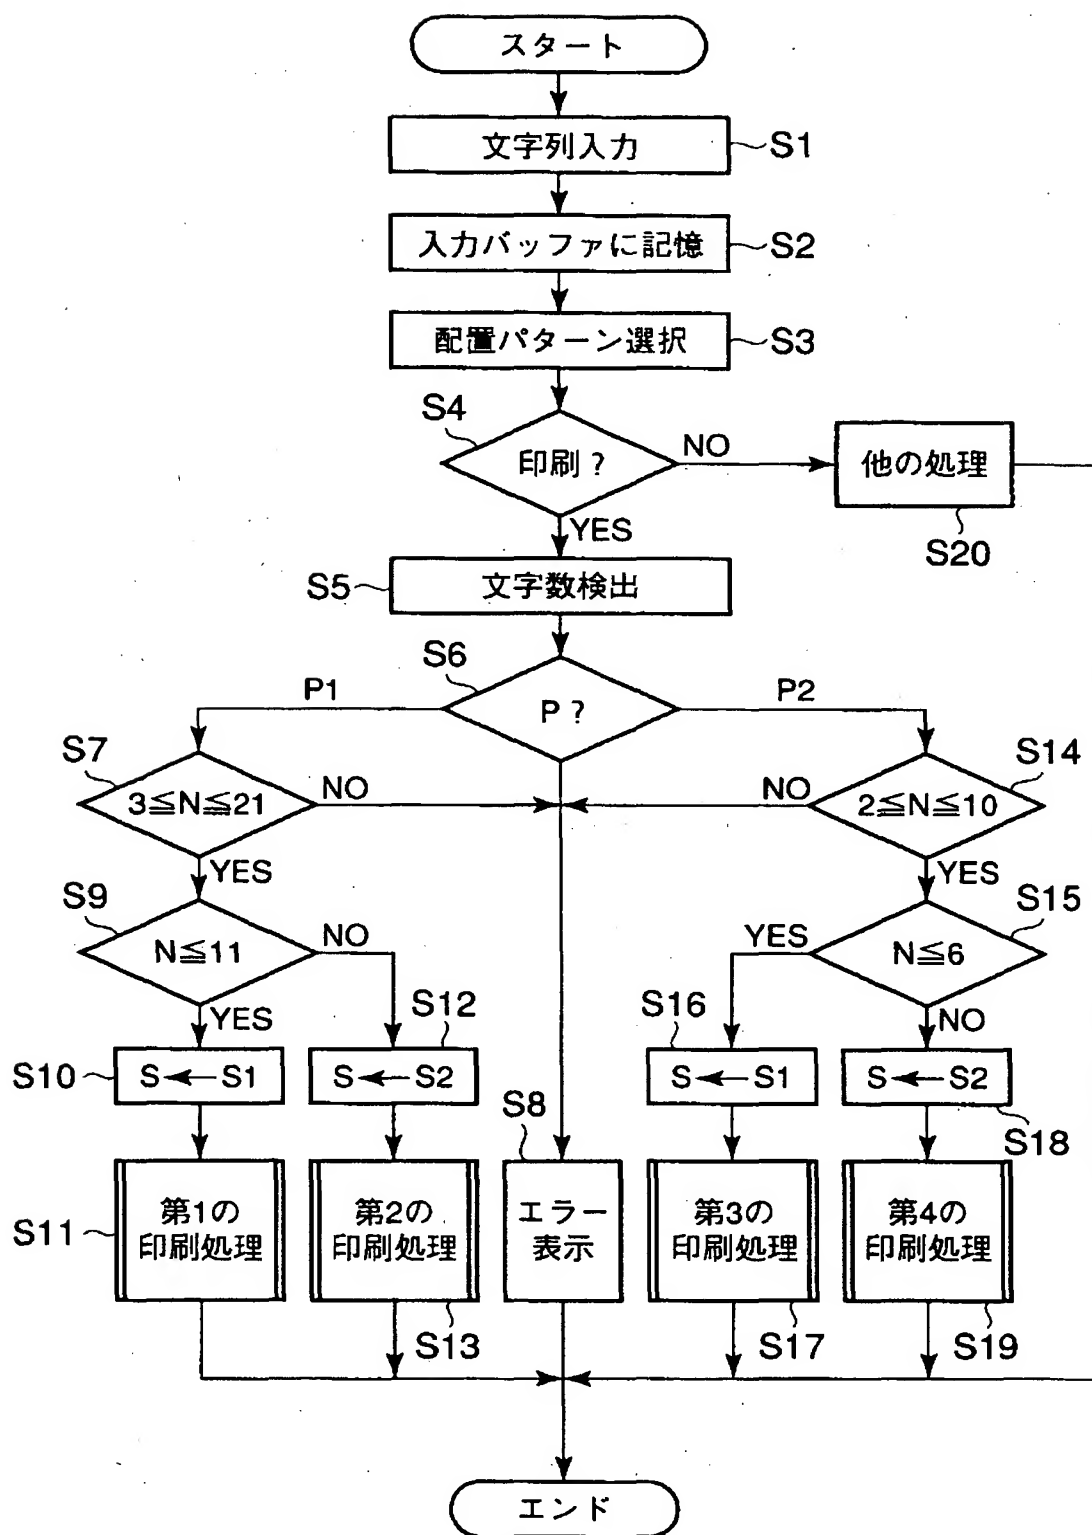 スタート
文字列入力
S1
入力バッファに記憶
S2
配置パターン選択
S3
S4
印刷？
NO
他の処理
S20
YES
S5
文字数検出
S6
P？
P1
P2
S7
3≦N≦21
NO
S14
2≦N≦10
NO
YES
YES
S9
N≦11
NO
S15
N≦6
YES
YES
NO
S10
S←S1
S12
S←S2
S16
S←S1
S←S2
S18
S11
第1の
印刷処理
第2の
印刷処理
S13
S8
エラー
表示
第3の
印刷処理
S17
第4の
印刷処理
S19
エンド